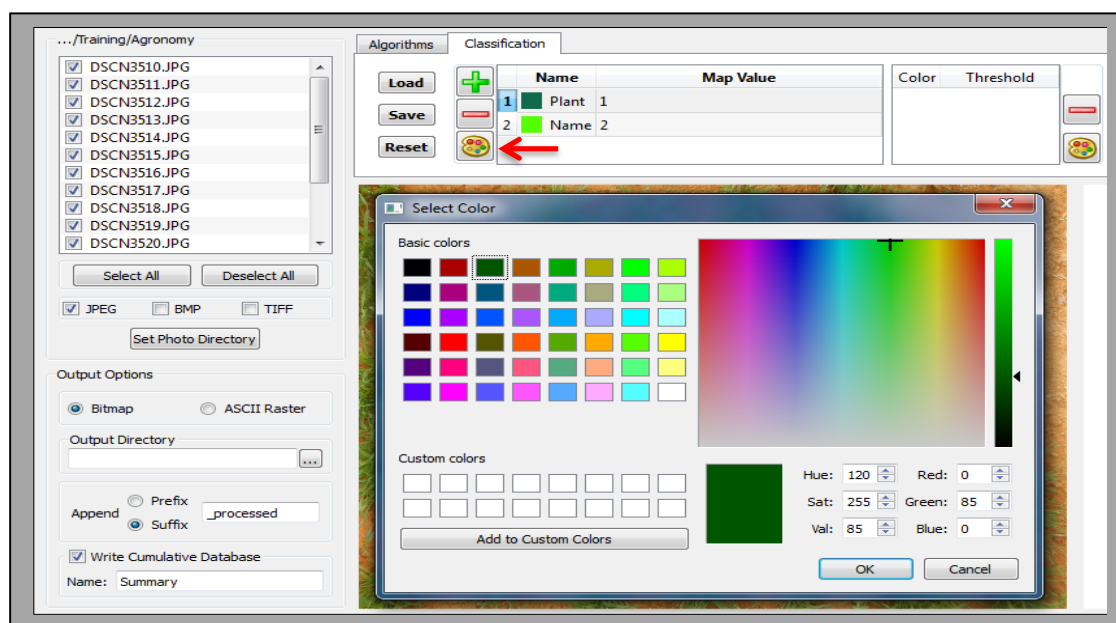 .../Training/Agronomy
DSCN3510.JPG
DSCN3511.JPG
DSCN3512.JPG
DSCN3513.JPG
DSCN3514.JPG
DSCN3515.JPG
DSCN3516.JPG
DSCN3517.JPG
DSCN3518.JPG
DSCN3519.JPG
DSCN3520.JPG
Select All Deselect All
JPEG BMP TIFF
Set Photo Directory
Output Options
Bitmap ASCII Raster
Output Directory
...
Append Prefix
Suffix _processed
Write Cumulative Database
Name: Summary
Algorithms Classification
Load
Save
Reset
Name Map Value
1 Plant 1
2 Name 2
Color Threshold
Select Color
Basic colors
Custom colors
Add to Custom Colors
Hue: 120 Red: 0
Sat: 255 Green: 85
Val: 85 Blue: 0
OK Cancel